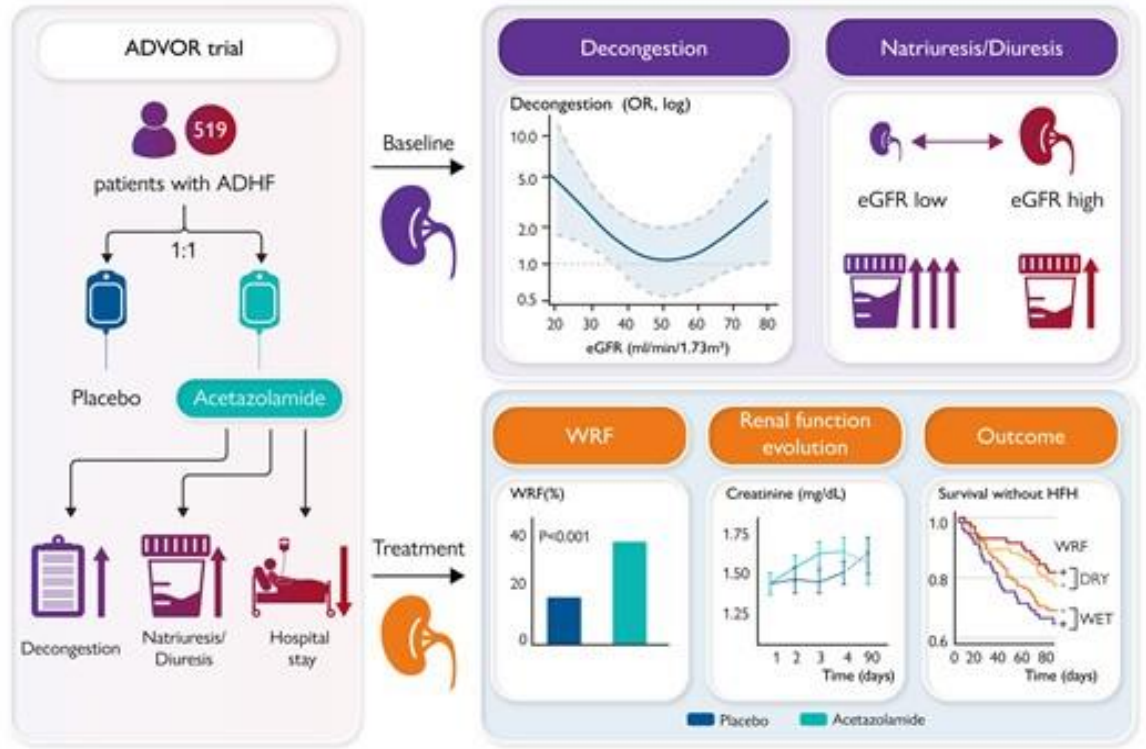 ADVOR trial
519
patients with ADHF
1:1
Placebo
Acetazolamide
Decongestion
Natriuresis/
Diuresis
Hospital
stay
Baseline
Treatment
Decongestion
Decongestion (OR, log)
10.0
5.0
2.0
1.0
0.5
20 30 40 50 60 70 80
eGFR (ml/min/1.73m²)
Natriuresis/Diuresis
eGFR low
eGFR high
WRF
WRF(%)
40
P<0.001
20
0
Renal function
evolution
Creatinine (mg/dL)
1.75
1.50
1.25
1 2 3 4 90
Time (days)
Outcome
Survival without HFH
1.0
0.8
0.6
WRF
+
-
DRY
-
+
WET
0 20 40 60 80
Time (days)
Placebo
Acetazolamide